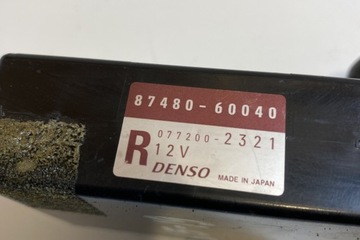 87480-60040
R 077200-2321
12V
DENSO MADE IN JAPAN